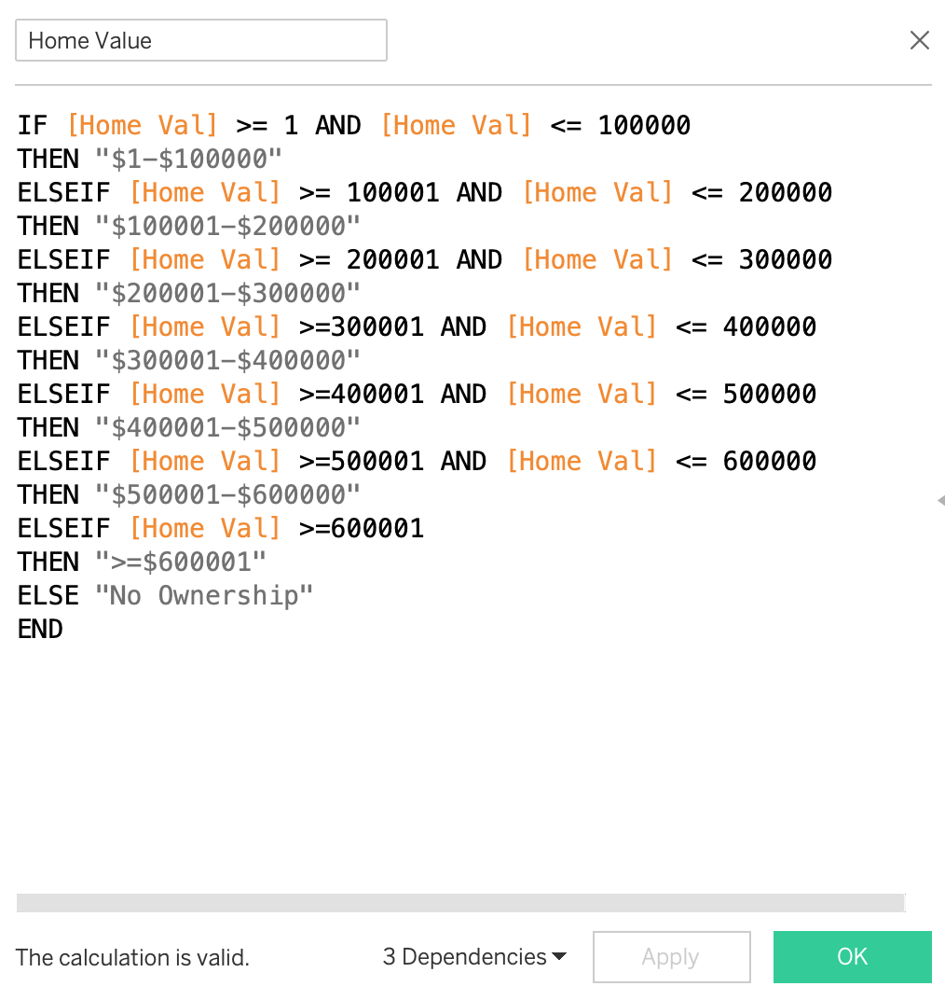 Home Value
IF [Home Val] >= 1 AND [Home Val] <= 100000
THEN "$1-$100000"
ELSEIF [Home Val] >= 100001 AND [Home Val] <= 200000
THEN "$100001-$200000"
ELSEIF [Home Val] >= 200001 AND [Home Val] <= 300000
THEN "$200001-$300000"
ELSEIF [Home Val] >=300001 AND [Home Val] <= 400000
THEN "$300001-$400000"
ELSEIF [Home Val] >=400001 AND [Home Val] <= 500000
THEN "$400001-$500000"
ELSEIF [Home Val] >=500001 AND [Home Val] <= 600000
THEN "$500001-$600000"
ELSEIF [Home Val] >=600001
THEN ">=$600001"
ELSE "No Ownership"
END
The calculation is valid. 3 Dependencies Apply OK